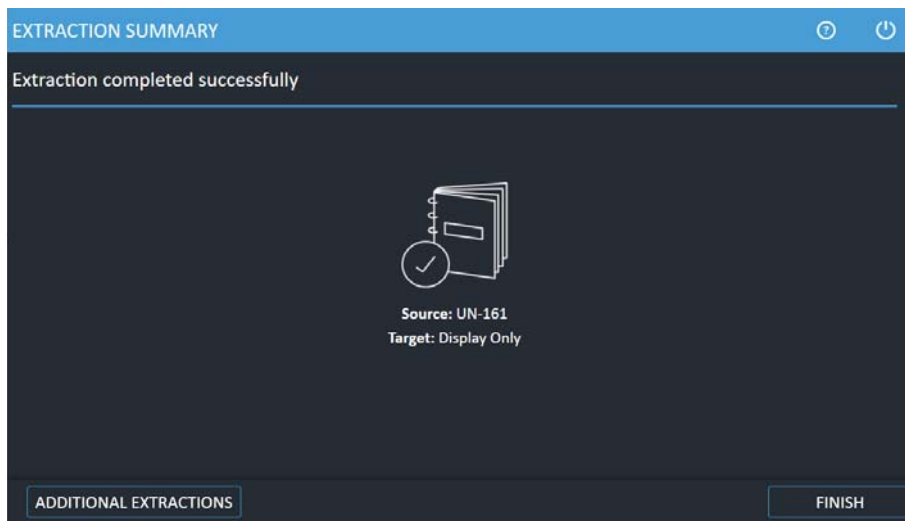 EXTRACTION SUMMARY
Extraction completed successfully
Source: UN-161
Target: Display Only
ADDITIONAL EXTRACTIONS
FINISH